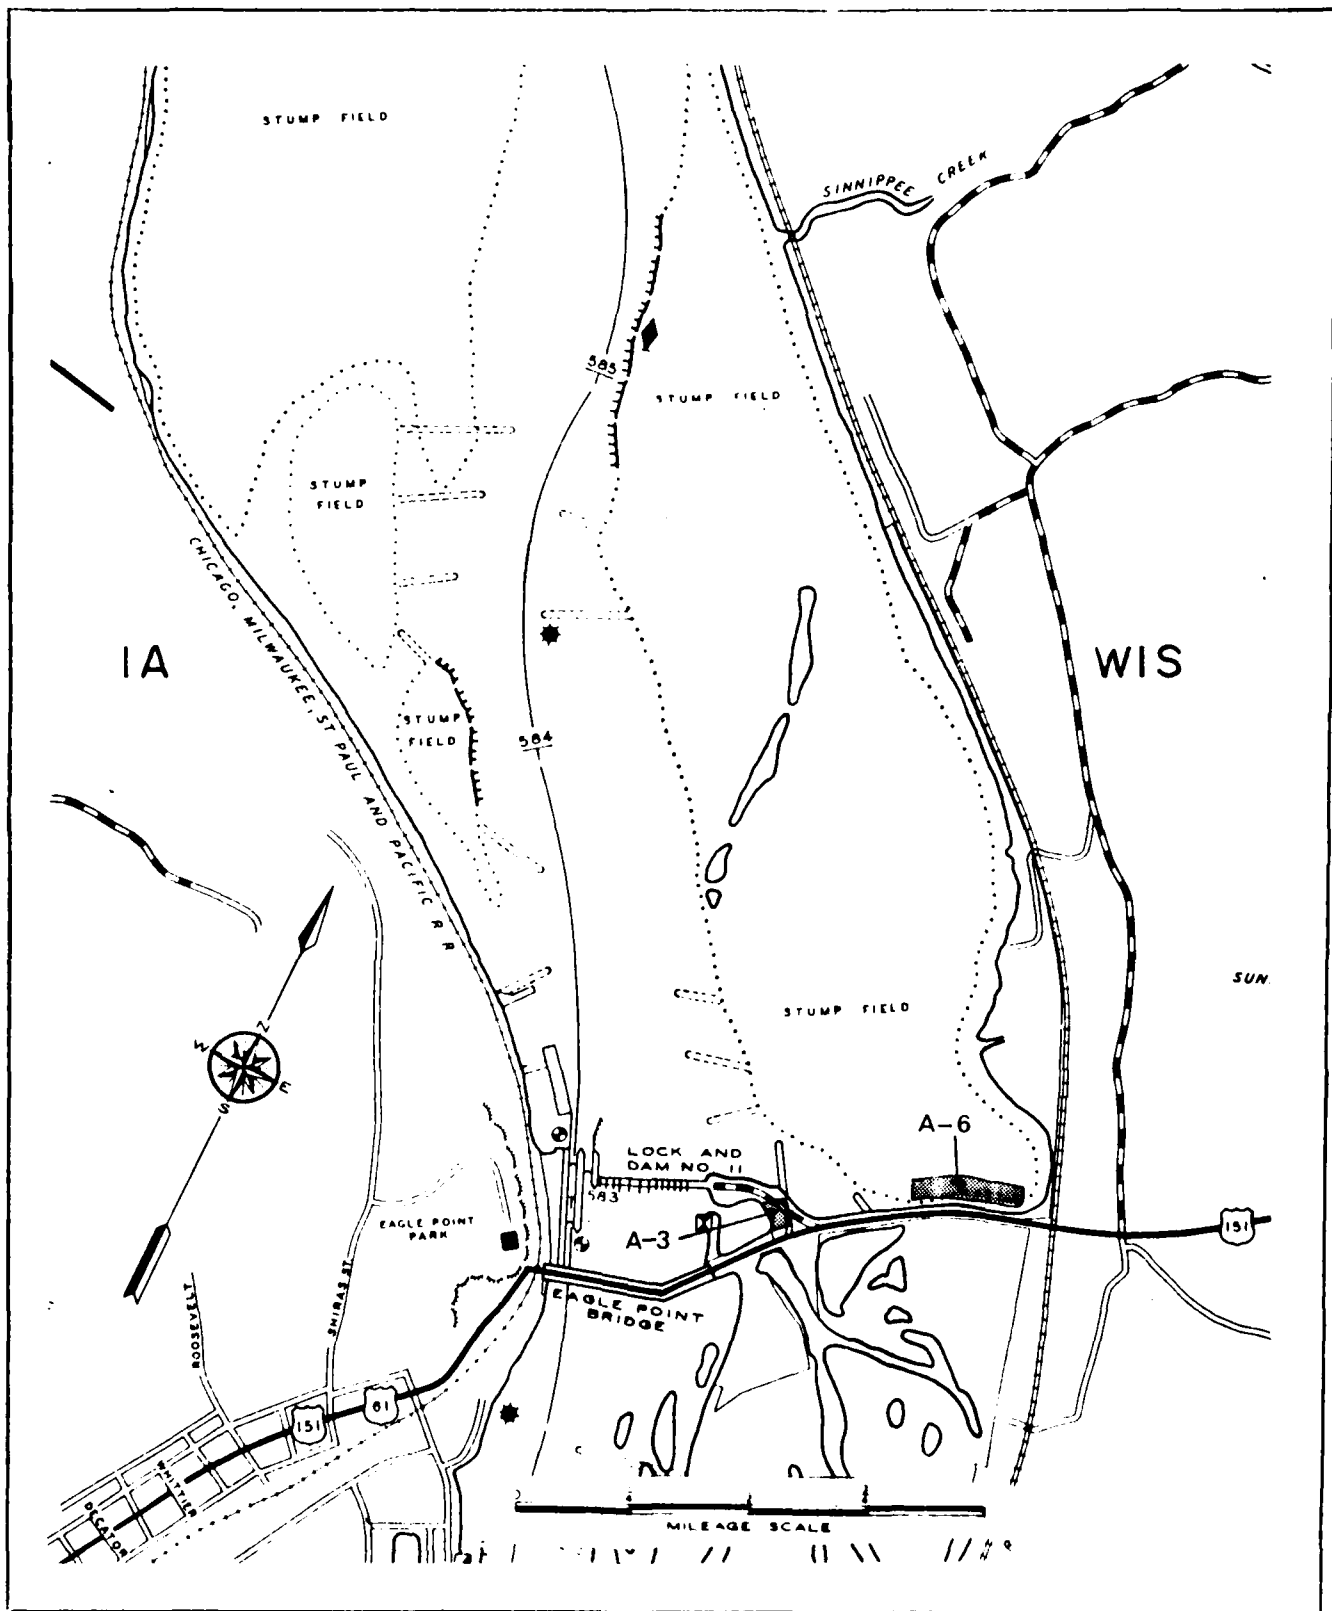 STUMP FIELD
SINNIPPEE CREEK
585
STUMP FIELD
STUMP
FIELD
CHICAGO, MILWAUKEE, ST PAUL AND PACIFIC R R
IA
WIS
STUMP
FIELD
584
SUN
STUMP FIELD
N
W
E
S
A-6
LOCK AND
DAM NO. 11
583
EAGLE POINT
PARK
A-3
151
EAGLE POINT
BRIDGE
ROOSEVELT
SHIRAS ST
61
151
WHITTIER
DECATOR
MILEAGE SCALE